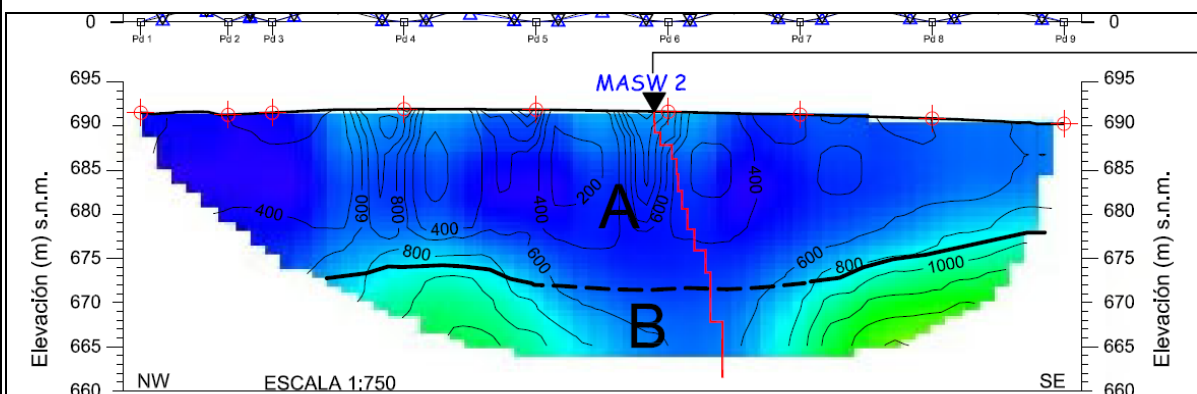 0 0
Pd 1 Pd 2 Pd 3 Pd 4 Pd 5 Pd 6 Pd 7 Pd 8 Pd 9
MASW 2
695 695
690 690
685 685
680 680
675 675
670 670
665 665
660 660
Elevación (m) s.n.m.
Elevación (m) s.n.m.
400 600 800 400 400 200 600 400
A
800 600 600 800 1000
B
NW ESCALA 1:750 SE